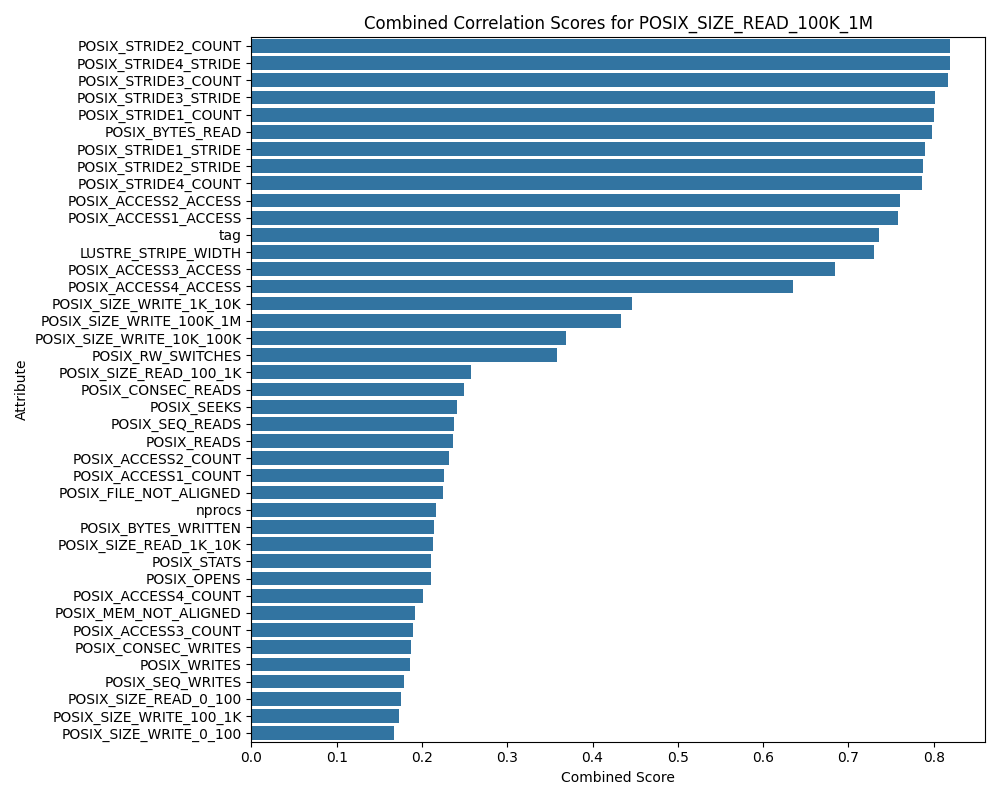 Combined Correlation Scores for POSIX_SIZE_READ_100K_1M
POSIX_STRIDE2_COUNT
POSIX_STRIDE4_STRIDE
POSIX_STRIDE3_COUNT
POSIX_STRIDE3_STRIDE
POSIX_STRIDE1_COUNT
POSIX_BYTES_READ
POSIX_STRIDE1_STRIDE
POSIX_STRIDE2_STRIDE
POSIX_STRIDE4_COUNT
POSIX_ACCESS2_ACCESS
POSIX_ACCESS1_ACCESS
tag
LUSTRE_STRIPE_WIDTH
POSIX_ACCESS3_ACCESS
POSIX_ACCESS4_ACCESS
POSIX_SIZE_WRITE_1K_10K
POSIX_SIZE_WRITE_100K_1M
POSIX_SIZE_WRITE_10K_100K
POSIX_RW_SWITCHES
POSIX_SIZE_READ_100_1K
POSIX_CONSEC_READS
POSIX_SEEKS
POSIX_SEQ_READS
POSIX_READS
POSIX_ACCESS2_COUNT
POSIX_ACCESS1_COUNT
POSIX_FILE_NOT_ALIGNED
nprocs
POSIX_BYTES_WRITTEN
POSIX_SIZE_READ_1K_10K
POSIX_STATS
POSIX_OPENS
POSIX_ACCESS4_COUNT
POSIX_MEM_NOT_ALIGNED
POSIX_ACCESS3_COUNT
POSIX_CONSEC_WRITES
POSIX_WRITES
POSIX_SEQ_WRITES
POSIX_SIZE_READ_0_100
POSIX_SIZE_WRITE_100_1K
POSIX_SIZE_WRITE_0_100
Attribute
0.0 0.1 0.2 0.3 0.4 0.5 0.6 0.7 0.8
Combined Score